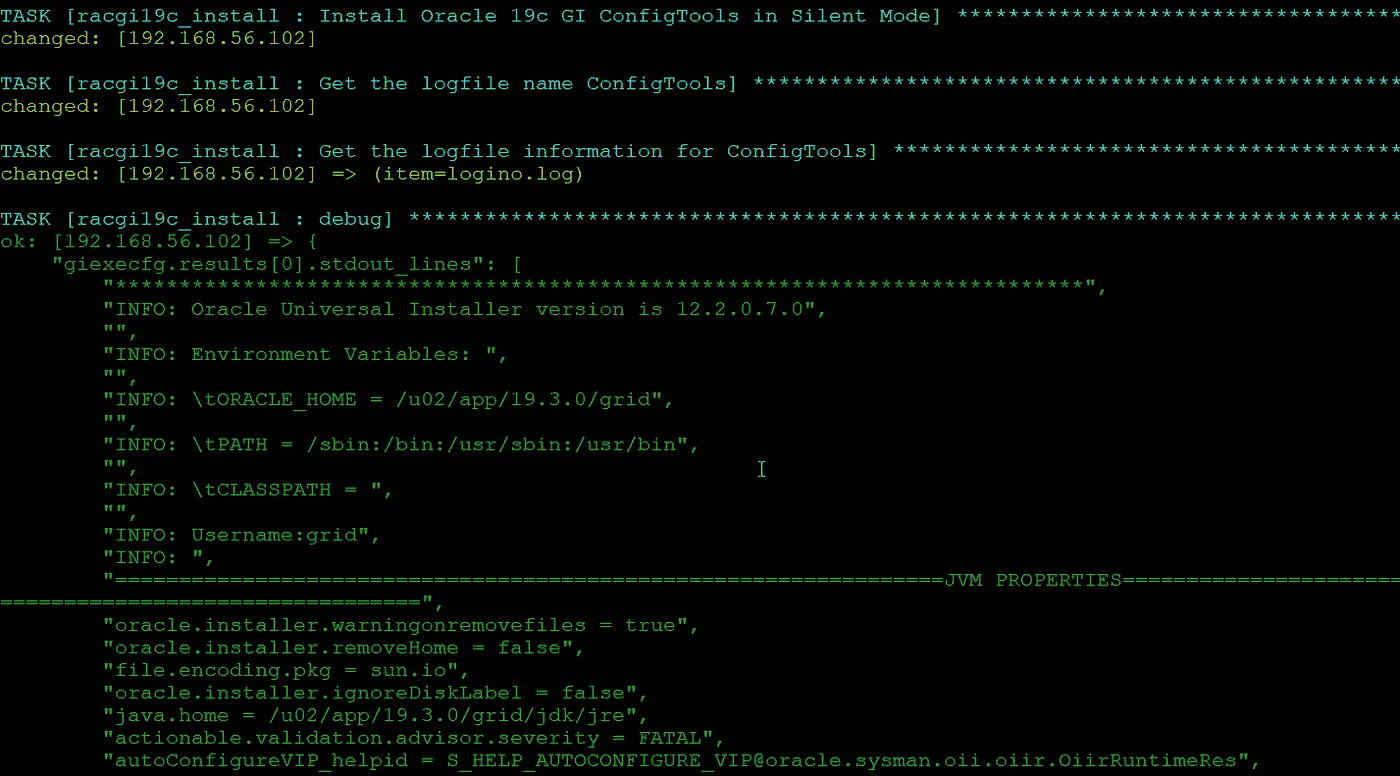 TASK [racgi19c_install : Install Oracle 19c GI ConfigTools in Silent Mode] ***********************************
changed: [192.168.56.102]
TASK [racgi19c_install : Get the logfile name ConfigTools] ***************************************************
changed: [192.168.56.102]
TASK [racgi19c_install : Get the logfile information for ConfigTools] ****************************************
changed: [192.168.56.102] => (item=logino.log)
TASK [racgi19c_install : debug] ******************************************************************************
ok: [192.168.56.102] => {
    "giexecfg.results[0].stdout_lines": [
        "****************************************************************************",
        "INFO: Oracle Universal Installer version is 12.2.0.7.0",
        "",
        "INFO: Environment Variables: ",
        "",
        "INFO: \tORACLE_HOME = /u02/app/19.3.0/grid",
        "",
        "INFO: \tPATH = /sbin:/bin:/usr/sbin:/usr/bin",
        "",
        "INFO: \tCLASSPATH = ",
        "",
        "INFO: Username:grid",
        "INFO: ",
        "=================================================================JVM PROPERTIES======================
=================================",
        "oracle.installer.warningonremovefiles = true",
        "oracle.installer.removeHome = false",
        "file.encoding.pkg = sun.io",
        "oracle.installer.ignoreDiskLabel = false",
        "java.home = /u02/app/19.3.0/grid/jdk/jre",
        "actionable.validation.advisor.severity = FATAL",
        "autoConfigureVIP_helpid = S_HELP_AUTOCONFIGURE_VIP@oracle.sysman.oii.oiir.OiirRuntimeRes",